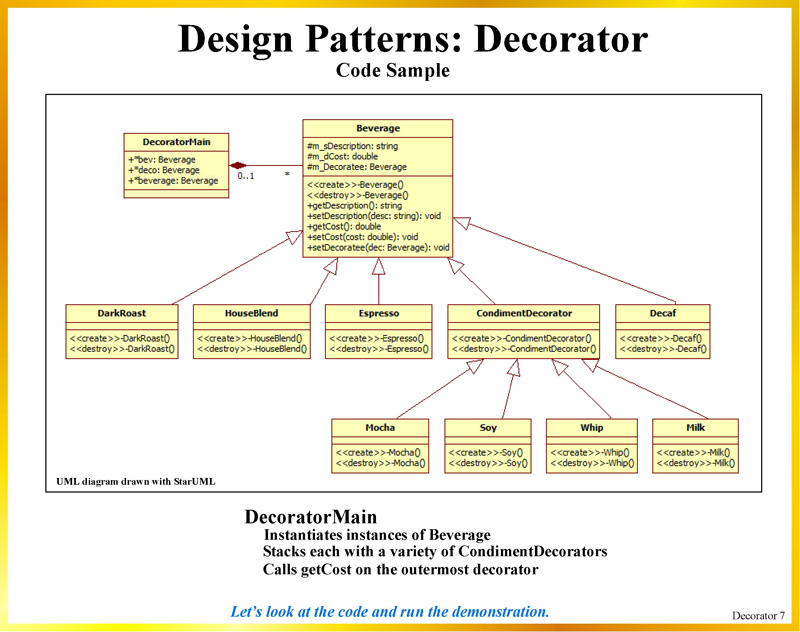 Design Patterns: Decorator
Code Sample
DecoratorMain
+*bev: Beverage
+*deco: Beverage
+*beverage: Beverage
0..1
*
Beverage
#m_sDescription: string
#m_dCost: double
#m_Decoratee: Beverage
<<create>>-Beverage()
<<destroy>>-Beverage()
+getDescription(): string
+setDescription(desc: string): void
+getCost(): double
+setCost(cost: double): void
+setDecoratee(dec: Beverage): void
DarkRoast
<<create>>-DarkRoast()
<<destroy>>-DarkRoast()
HouseBlend
<<create>>-HouseBlend()
<<destroy>>-HouseBlend()
Espresso
<<create>>-Espresso()
<<destroy>>-Espresso()
CondimentDecorator
<<create>>-CondimentDecorator()
<<destroy>>-CondimentDecorator()
Decaf
<<create>>-Decaf()
<<destroy>>-Decaf()
Mocha
<<create>>-Mocha()
<<destroy>>-Mocha()
Soy
<<create>>-Soy()
<<destroy>>-Soy()
Whip
<<create>>-Whip()
<<destroy>>-Whip()
Milk
<<create>>-Milk()
<<destroy>>-Milk()
UML diagram drawn with StarUML
DecoratorMain
Instantiates instances of Beverage
Stacks each with a variety of CondimentDecorators
Calls getCost on the outermost decorator
Let's look at the code and run the demonstration.
Decorator 7